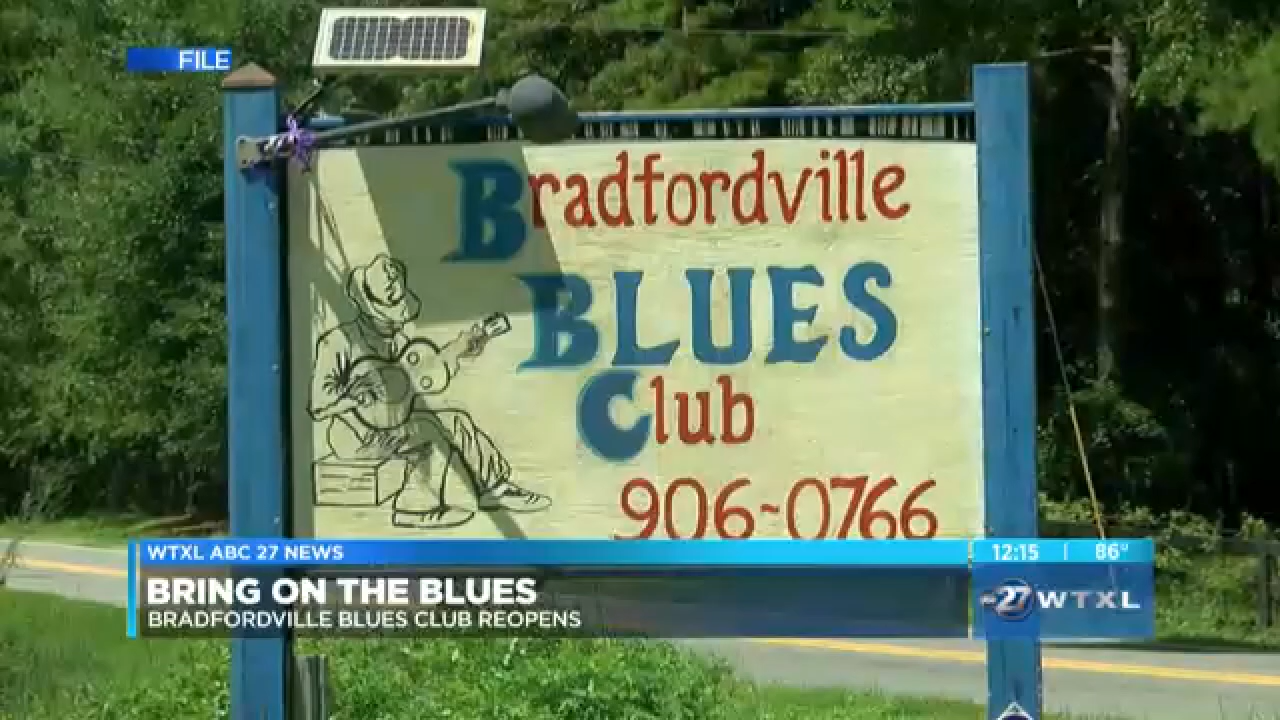 FILE
Bradfordville
BLUES
Club
906~0766
WTXL ABC 27 NEWS
12:15 | 86°
BRING ON THE BLUES
BRADFORDVILLE BLUES CLUB REOPENS
27 WTXL